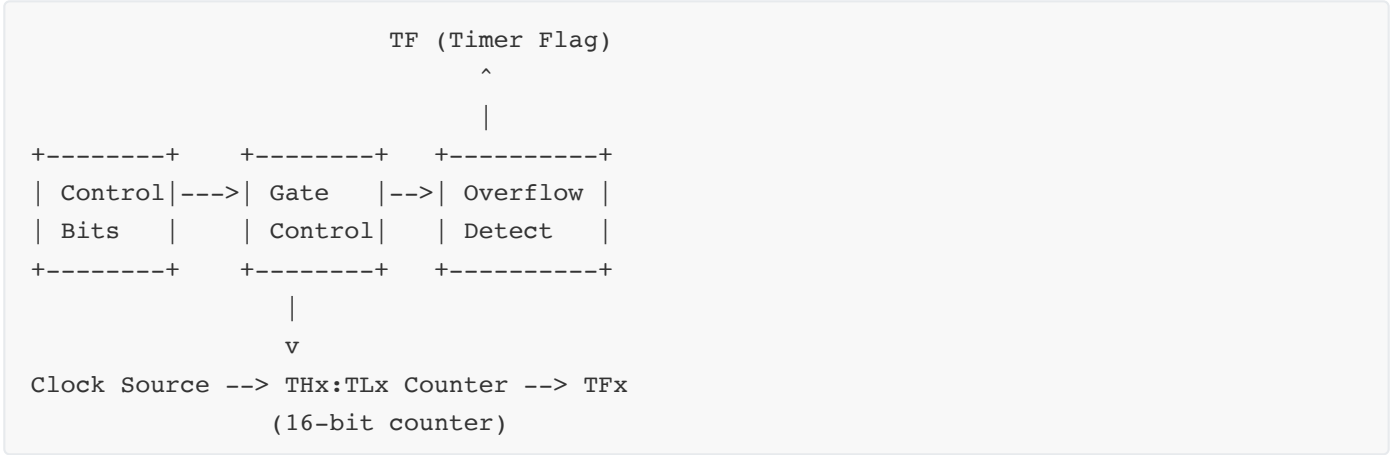 TF (Timer Flag)
^
|
+--------+    +--------+   +----------+
| Control|--->| Gate   |-->| Overflow |
| Bits   |    | Control|   | Detect   |
+--------+    +--------+   +----------+
|
v
Clock Source --> THx:TLx Counter --> TFx
(16-bit counter)